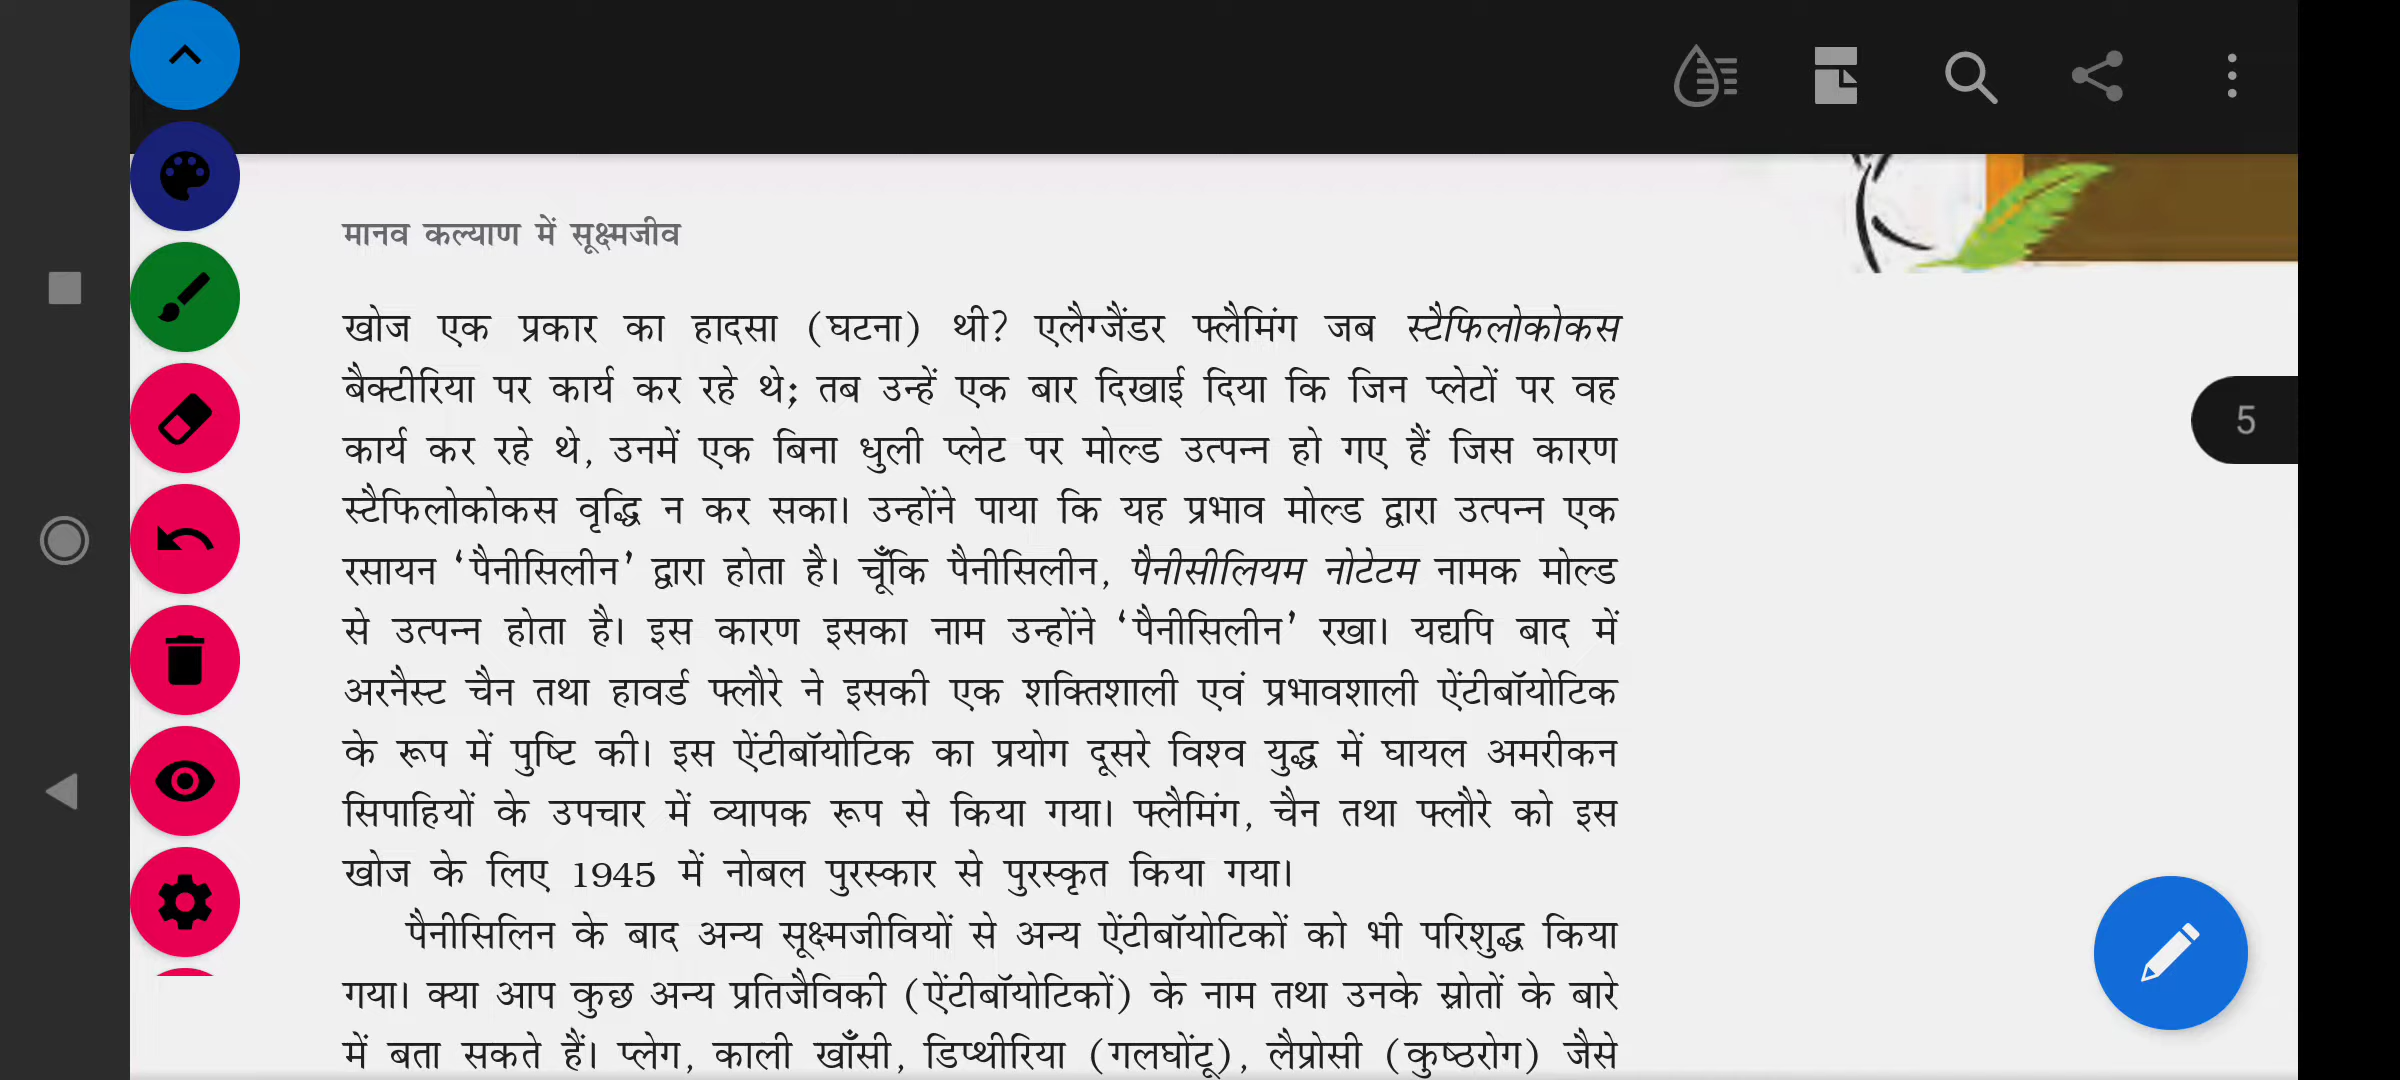 मानव कल्याण में सूक्ष्मजीव
खोज एक प्रकार का हादसा (घटना) थी? एलैग्जैंडर फ्लैमिंग जब स्टैफिलोकोकस
बैक्टीरिया पर कार्य कर रहे थे; तब उन्हें एक बार दिखाई दिया कि जिन प्लेटों पर वह
कार्य कर रहे थे, उनमें एक बिना धुली प्लेट पर मोल्ड उत्पन्न हो गए हैं जिस कारण
स्टैफिलोकोकस वृद्धि न कर सका। उन्होंने पाया कि यह प्रभाव मोल्ड द्वारा उत्पन्न एक
रसायन ‘पैनीसिलीन’ द्वारा होता है। चूँकि पैनीसिलीन, पैनीसीलियम नोटेटम नामक मोल्ड
से उत्पन्न होता है। इस कारण इसका नाम उन्होंने ‘पैनीसिलीन’ रखा। यद्यपि बाद में
अरनैस्ट चैन तथा हावर्ड फ्लौरे ने इसकी एक शक्तिशाली एवं प्रभावशाली ऐंटीबॉयोटिक
के रूप में पुष्टि की। इस ऐंटीबॉयोटिक का प्रयोग दूसरे विश्व युद्ध में घायल अमरीकन
सिपाहियों के उपचार में व्यापक रूप से किया गया। फ्लैमिंग, चैन तथा फ्लौरे को इस
खोज के लिए 1945 में नोबल पुरस्कार से पुरस्कृत किया गया।
पैनीसिलिन के बाद अन्य सूक्ष्मजीवियों से अन्य ऐंटीबॉयोटिकों को भी परिशुद्ध किया
गया। क्या आप कुछ अन्य प्रतिजैविकी (ऐंटीबॉयोटिकों) के नाम तथा उनके स्रोतों के बारे
में बता सकते हैं। प्लेग, काली खाँसी, डिप्थीरिया (गलघोंटू), लैप्रोसी (कुष्ठरोग) जैसे
5